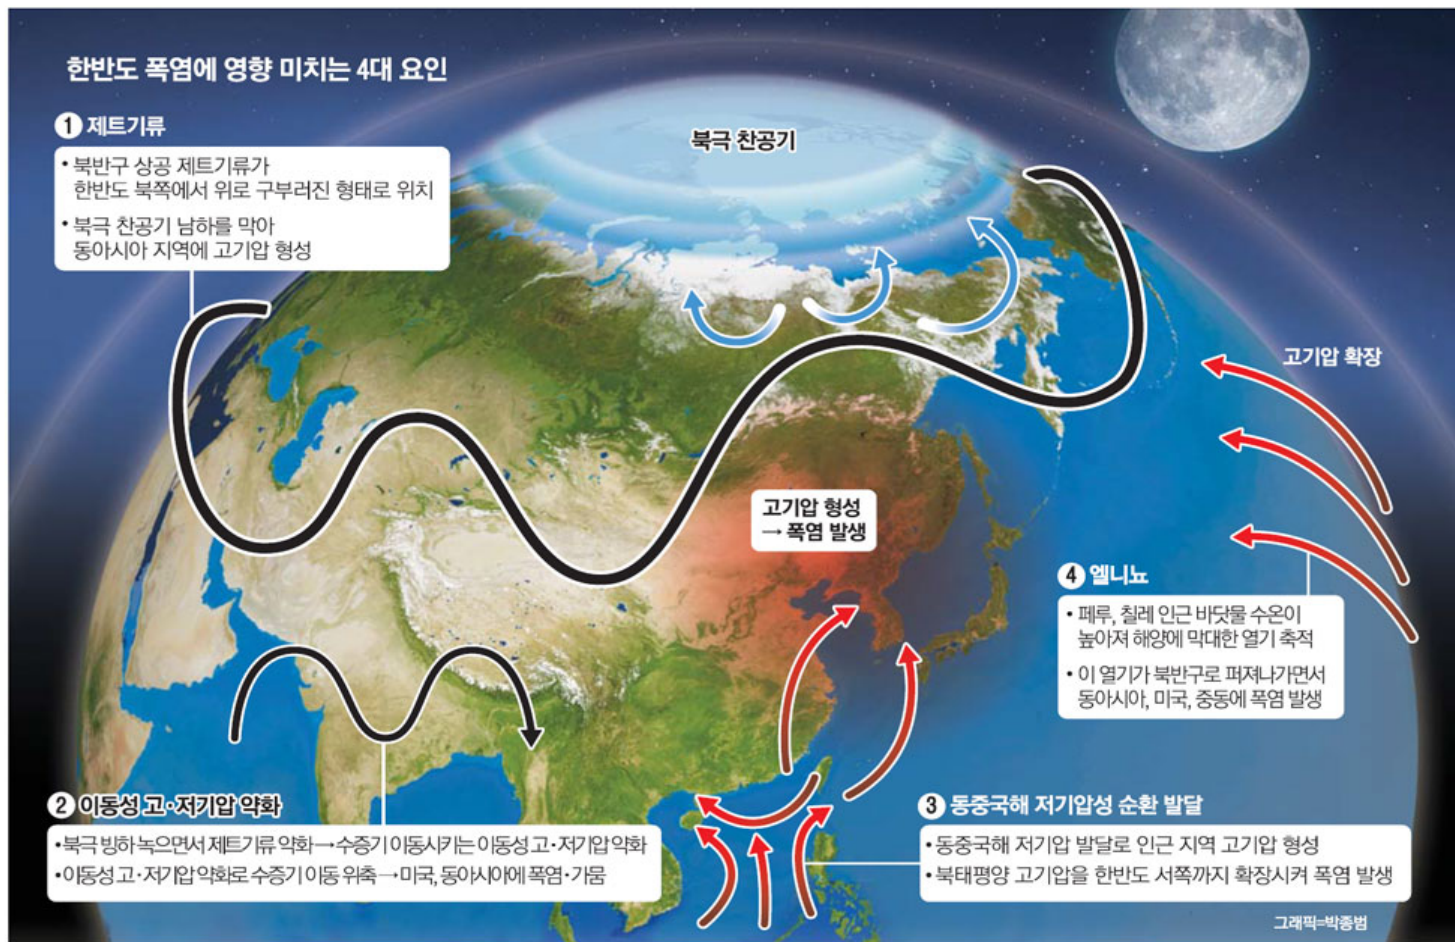 한반도 폭염에 영향 미치는 4대 요인
1 제트기류
• 북반구 상공 제트기류가
한반도 북쪽에서 위로 구부러진 형태로 위치
• 북극 찬공기 남하를 막아
동아시아 지역에 고기압 형성
북극 찬공기
고기압 확장
고기압 형성
→ 폭염 발생
4 엘니뇨
• 페루, 칠레 인근 바닷물 수온이
높아져 해양에 막대한 열기 축적
• 이 열기가 북반구로 퍼져나가면서
동아시아, 미국, 중동에 폭염 발생
2 이동성 고·저기압 약화
• 북극 빙하 녹으면서 제트기류 약화→수증기 이동시키는 이동성 고·저기압 약화
• 이동성 고·저기압 약화로 수증기 이동 위축→미국, 동아시아에 폭염·가뭄
3 동중국해 저기압성 순환 발달
• 동중국해 저기압 발달로 인근 지역 고기압 형성
• 북태평양 고기압을 한반도 서쪽까지 확장시켜 폭염 발생
그래픽=박종범